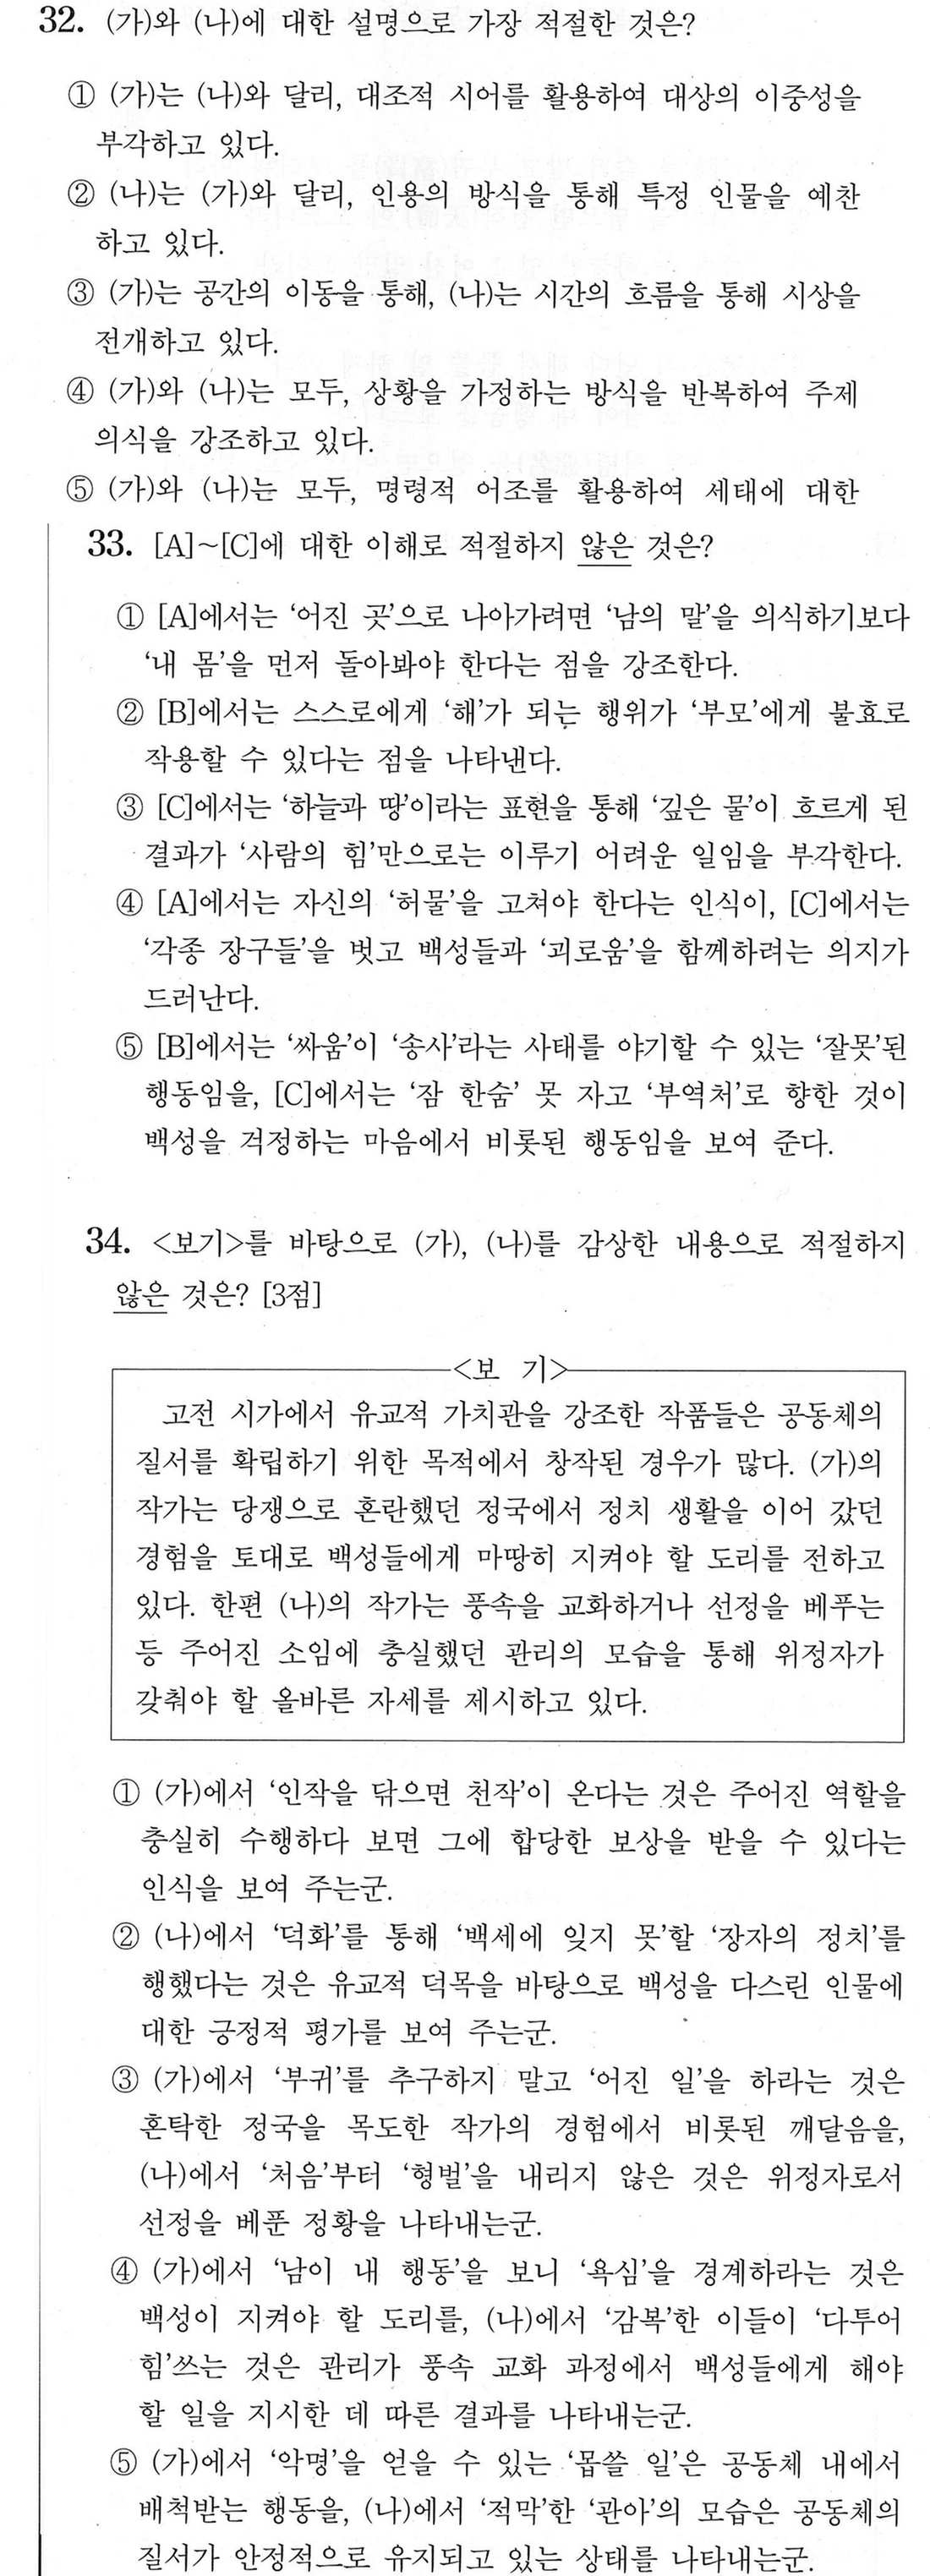 32. (가)와 (나)에 대한 설명으로 가장 적절한 것은?
① (가)는 (나)와 달리, 대조적 시어를 활용하여 대상의 이중성을
부각하고 있다.
② (나)는 (가)와 달리, 인용의 방식을 통해 특정 인물을 예찬
하고 있다.
③ (가)는 공간의 이동을 통해, (나)는 시간의 흐름을 통해 시상을
전개하고 있다.
④ (가)와 (나)는 모두, 상황을 가정하는 방식을 반복하여 주제
의식을 강조하고 있다.
⑤ (가)와 (나)는 모두, 명령적 어조를 활용하여 세태에 대한
33. [A]~[C]에 대한 이해로 적절하지 않은 것은?
① [A]에서는 ‘어진 곳’으로 나아가려면 ‘남의 말’을 의식하기보다
‘내 몸’을 먼저 돌아봐야 한다는 점을 강조한다.
② [B]에서는 스스로에게 ‘해’가 되는 행위가 ‘부모’에게 불효로
작용할 수 있다는 점을 나타낸다.
③ [C]에서는 ‘하늘과 땅’이라는 표현을 통해 ‘깊은 물’이 흐르게 된
결과가 ‘사람의 힘’만으로는 이루기 어려운 일임을 부각한다.
④ [A]에서는 자신의 ‘허물’을 고쳐야 한다는 인식이, [C]에서는
‘각종 장구들’을 벗고 백성들과 ‘괴로움’을 함께하려는 의지가
드러난다.
⑤ [B]에서는 ‘싸움’이 ‘송사’라는 사태를 야기할 수 있는 ‘잘못’된
행동임을, [C]에서는 ‘잠 한숨’ 못 자고 ‘부역처’로 향한 것이
백성을 걱정하는 마음에서 비롯된 행동임을 보여 준다.
34. <보기>를 바탕으로 (가), (나)를 감상한 내용으로 적절하지
않은 것은? [3점]
<보 기>
고전 시가에서 유교적 가치관을 강조한 작품들은 공동체의
질서를 확립하기 위한 목적에서 창작된 경우가 많다. (가)의
작가는 당쟁으로 혼란했던 정국에서 정치 생활을 이어 갔던
경험을 토대로 백성들에게 마땅히 지켜야 할 도리를 전하고
있다. 한편 (나)의 작가는 풍속을 교화하거나 선정을 베푸는
등 주어진 소임에 충실했던 관리의 모습을 통해 위정자가
갖춰야 할 올바른 자세를 제시하고 있다.
① (가)에서 ‘인작을 닦으면 천작’이 온다는 것은 주어진 역할을
충실히 수행하다 보면 그에 합당한 보상을 받을 수 있다는
인식을 보여 주는군.
② (나)에서 ‘덕화’를 통해 ‘백세에 잊지 못’할 ‘장자의 정치’를
행했다는 것은 유교적 덕목을 바탕으로 백성을 다스린 인물에
대한 긍정적 평가를 보여 주는군.
③ (가)에서 ‘부귀’를 추구하지 말고 ‘어진 일’을 하라는 것은
혼탁한 정국을 목도한 작가의 경험에서 비롯된 깨달음을,
(나)에서 ‘처음’부터 ‘형벌’을 내리지 않은 것은 위정자로서
선정을 베푼 정황을 나타내는군.
④ (가)에서 ‘남이 내 행동’을 보니 ‘욕심’을 경계하라는 것은
백성이 지켜야 할 도리를, (나)에서 ‘감복’한 이들이 ‘다투어
힘’쓰는 것은 관리가 풍속 교화 과정에서 백성들에게 해야
할 일을 지시한 데 따른 결과를 나타내는군.
⑤ (가)에서 ‘악명’을 얻을 수 있는 ‘몹쓸 일’은 공동체 내에서
배척받는 행동을, (나)에서 ‘적막’한 ‘관아’의 모습은 공동체의
질서가 안정적으로 유지되고 있는 상태를 나타내는군.